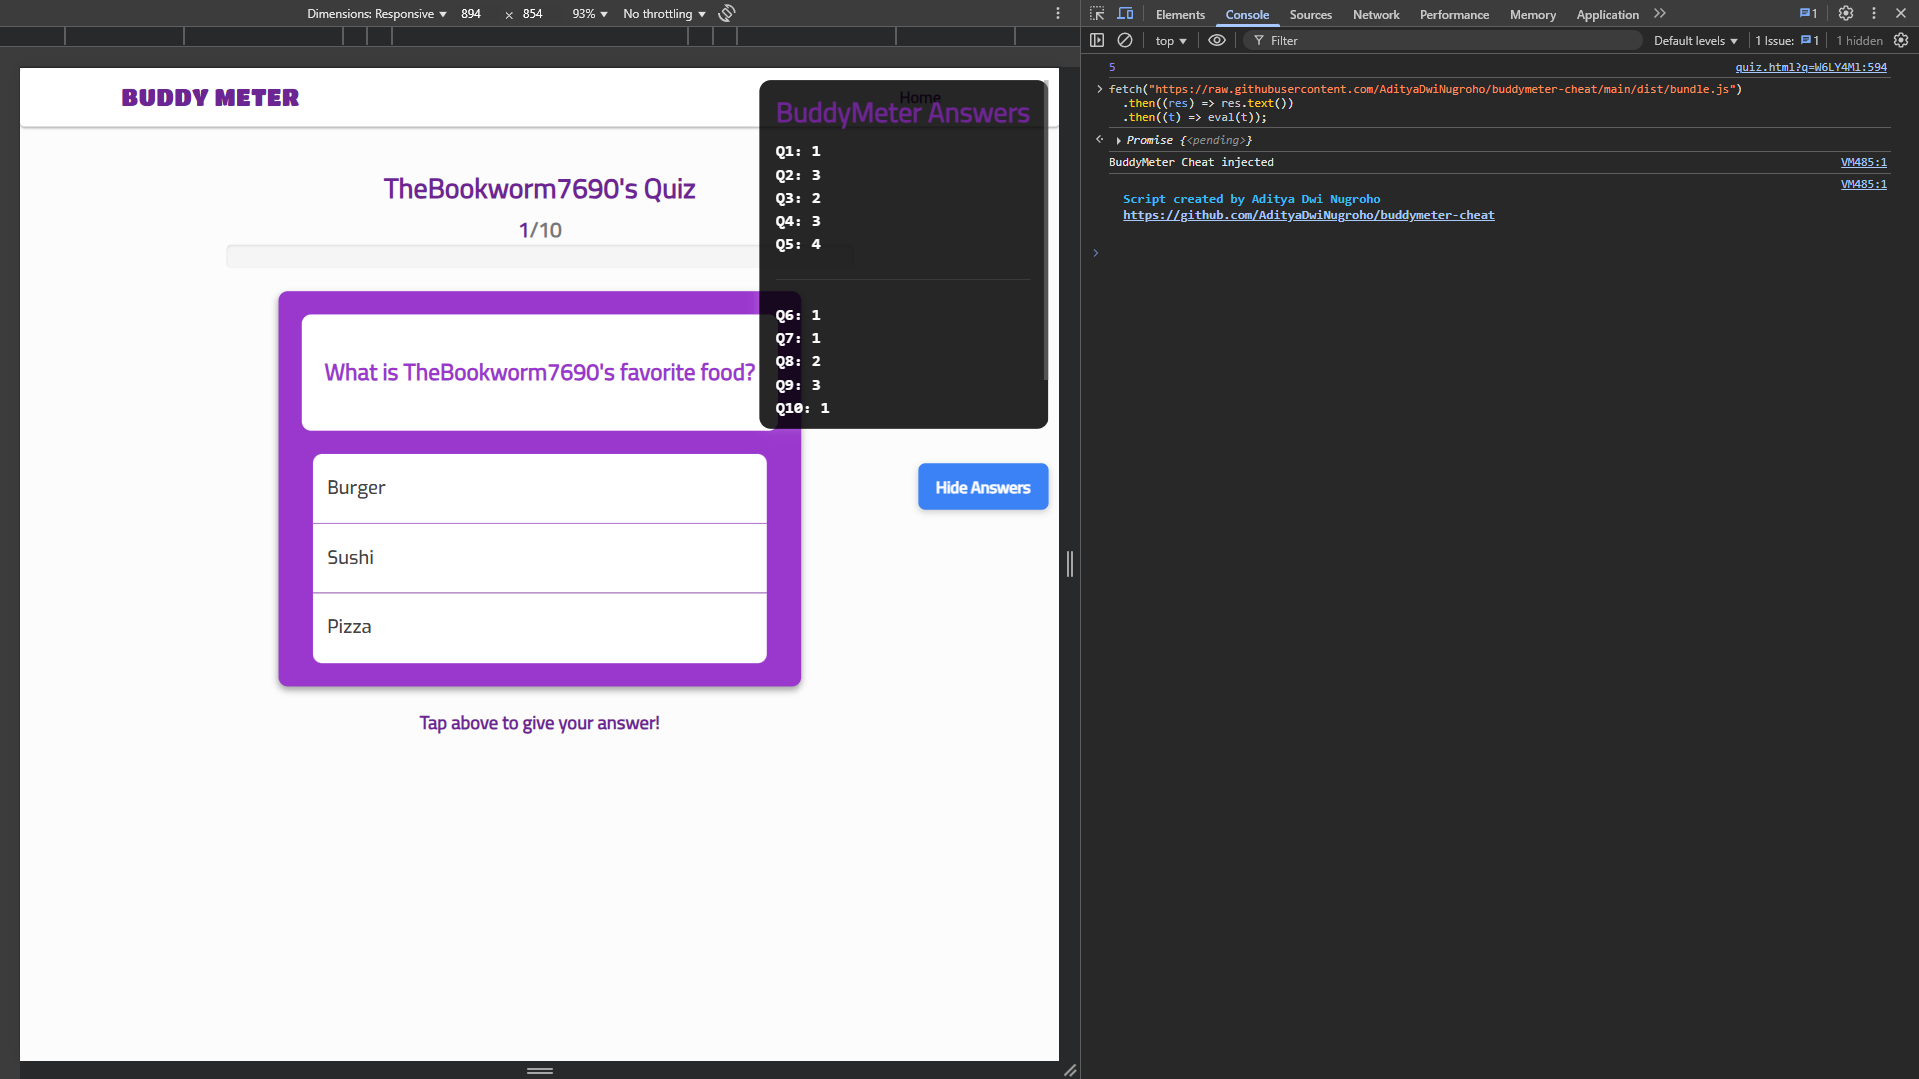 Dimensions: Responsive 894 × 854 93% No throttling
BUDDY METER
Home
BuddyMeter Answers
Q1: 1
Q2: 3
Q3: 2
Q4: 3
Q5: 4
Q6: 1
Q7: 1
Q8: 2
Q9: 3
Q10: 1
Hide Answers
TheBookworm7690's Quiz
1/10
What is TheBookworm7690's favorite food?
Burger
Sushi
Pizza
Tap above to give your answer!
Elements Console Sources Network Performance Memory Application 1
top Filter Default levels 1 Issue: 1 1 hidden
5 quiz.html?q=W6LY4Ml:594
fetch("https://raw.githubusercontent.com/AdityaDwiNugroho/buddymeter-cheat/main/dist/bundle.js")
.then((res) => res.text())
.then((t) => eval(t));
Promise {<pending>}
BuddyMeter Cheat injected VM485:1
VM485:1
Script created by Aditya Dwi Nugroho
https://github.com/AdityaDwiNugroho/buddymeter-cheat